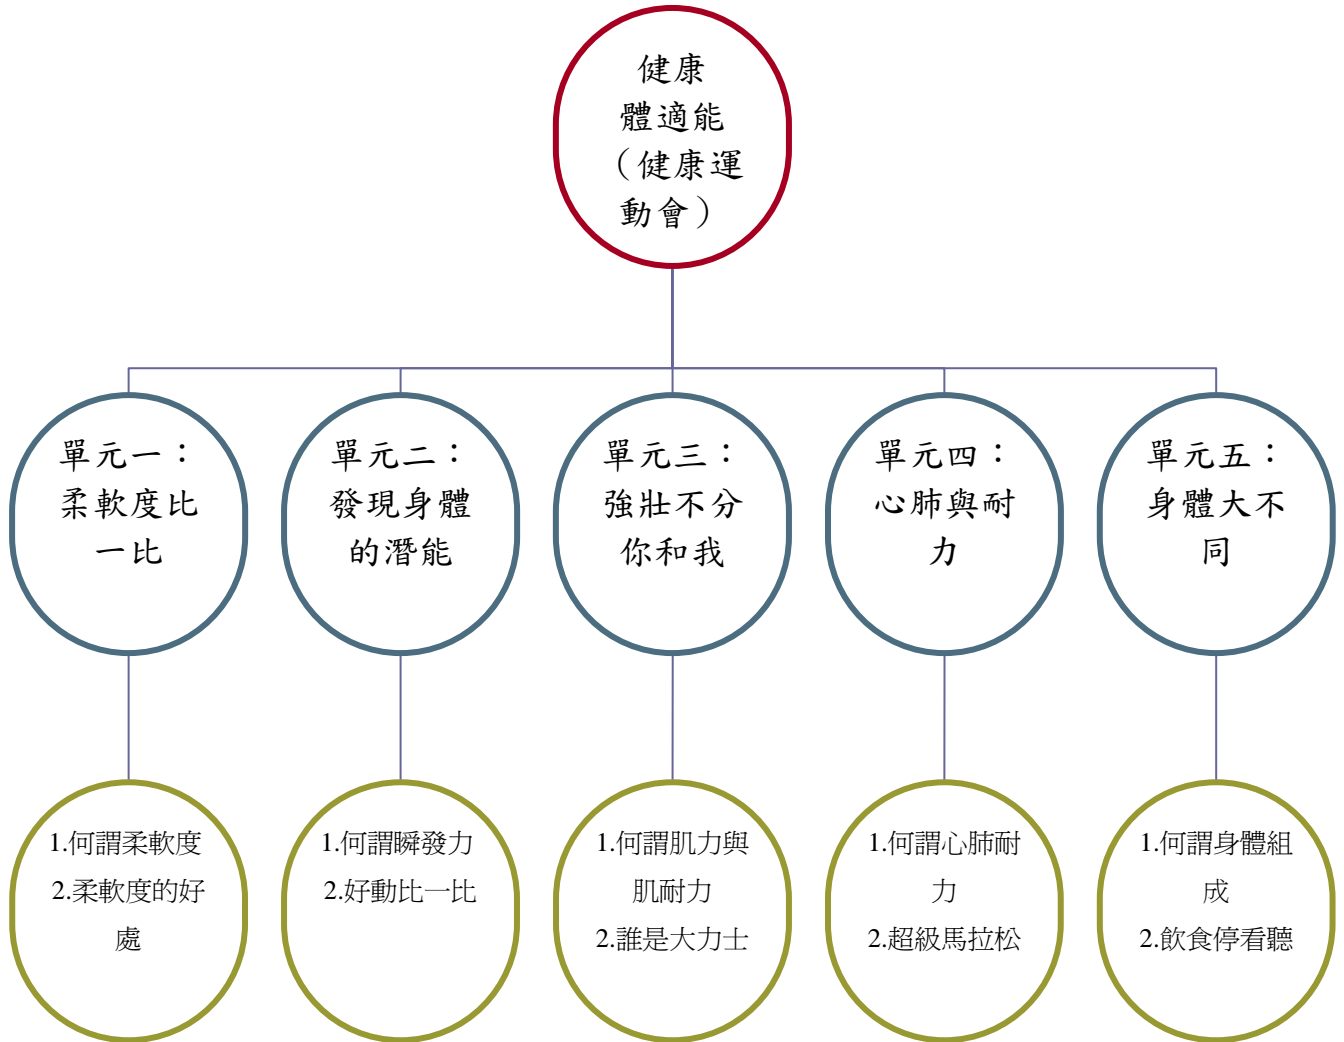 健康
體適能
（健康運
動會）
單元一：
柔軟度比
一比
單元二：
發現身體
的潛能
單元三：
強壯不分
你和我
單元四：
心肺與耐
力
單元五：
身體大不
同
1.何謂柔軟度
2.柔軟度的好
處
1.何謂瞬發力
2.好動比一比
1.何謂肌力與
肌耐力
2.誰是大力士
1.何謂心肺耐
力
2.超級馬拉松
1.何謂身體組
成
2.飲食停看聽